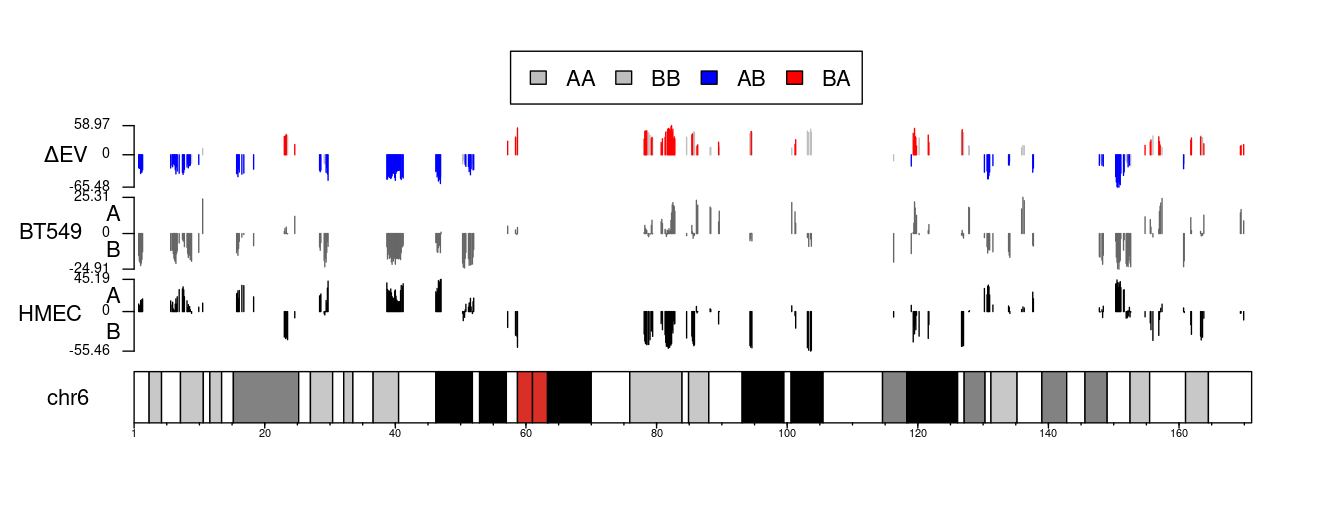 AA BB AB BA
58.97
ΔEV 0
-65.48
25.31
A
BT549 0
B
-24.91
45.19
A
HMEC 0
B
-55.46
chr6
1 20 40 60 80 100 120 140 160